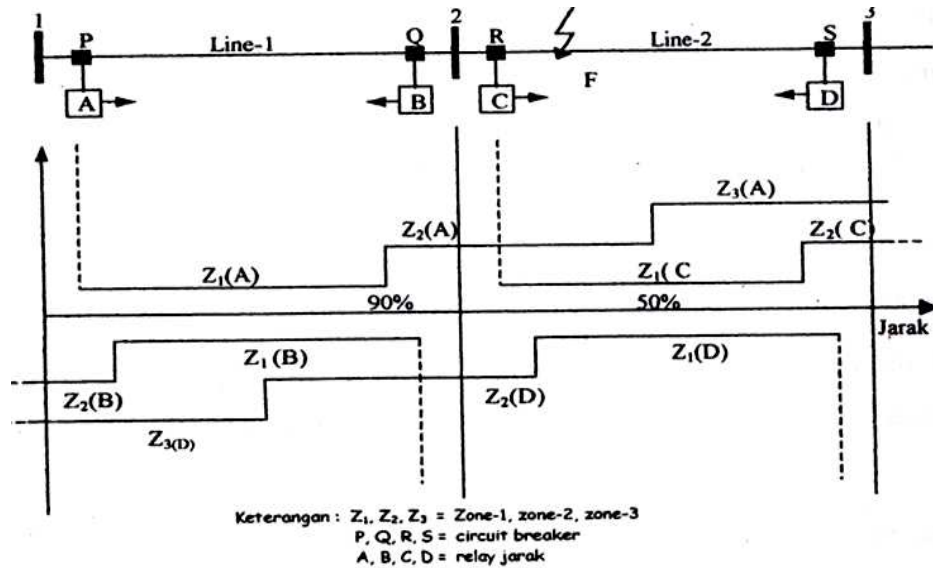 1 2 3
P Line-1 Q R Line-2 S
F
A B C D
Z3(A)
Z2(A) Z2( C)
Z1(A) Z1( C
90% 50%
Jarak
Z1 (B) Z1(D)
Z2(B) Z2(D)
Z3(D)
Keterangan : Z1, Z2, Z3 = Zone-1, zone-2, zone-3
P, Q, R, S = circuit breaker
A, B, C, D = relay jarak